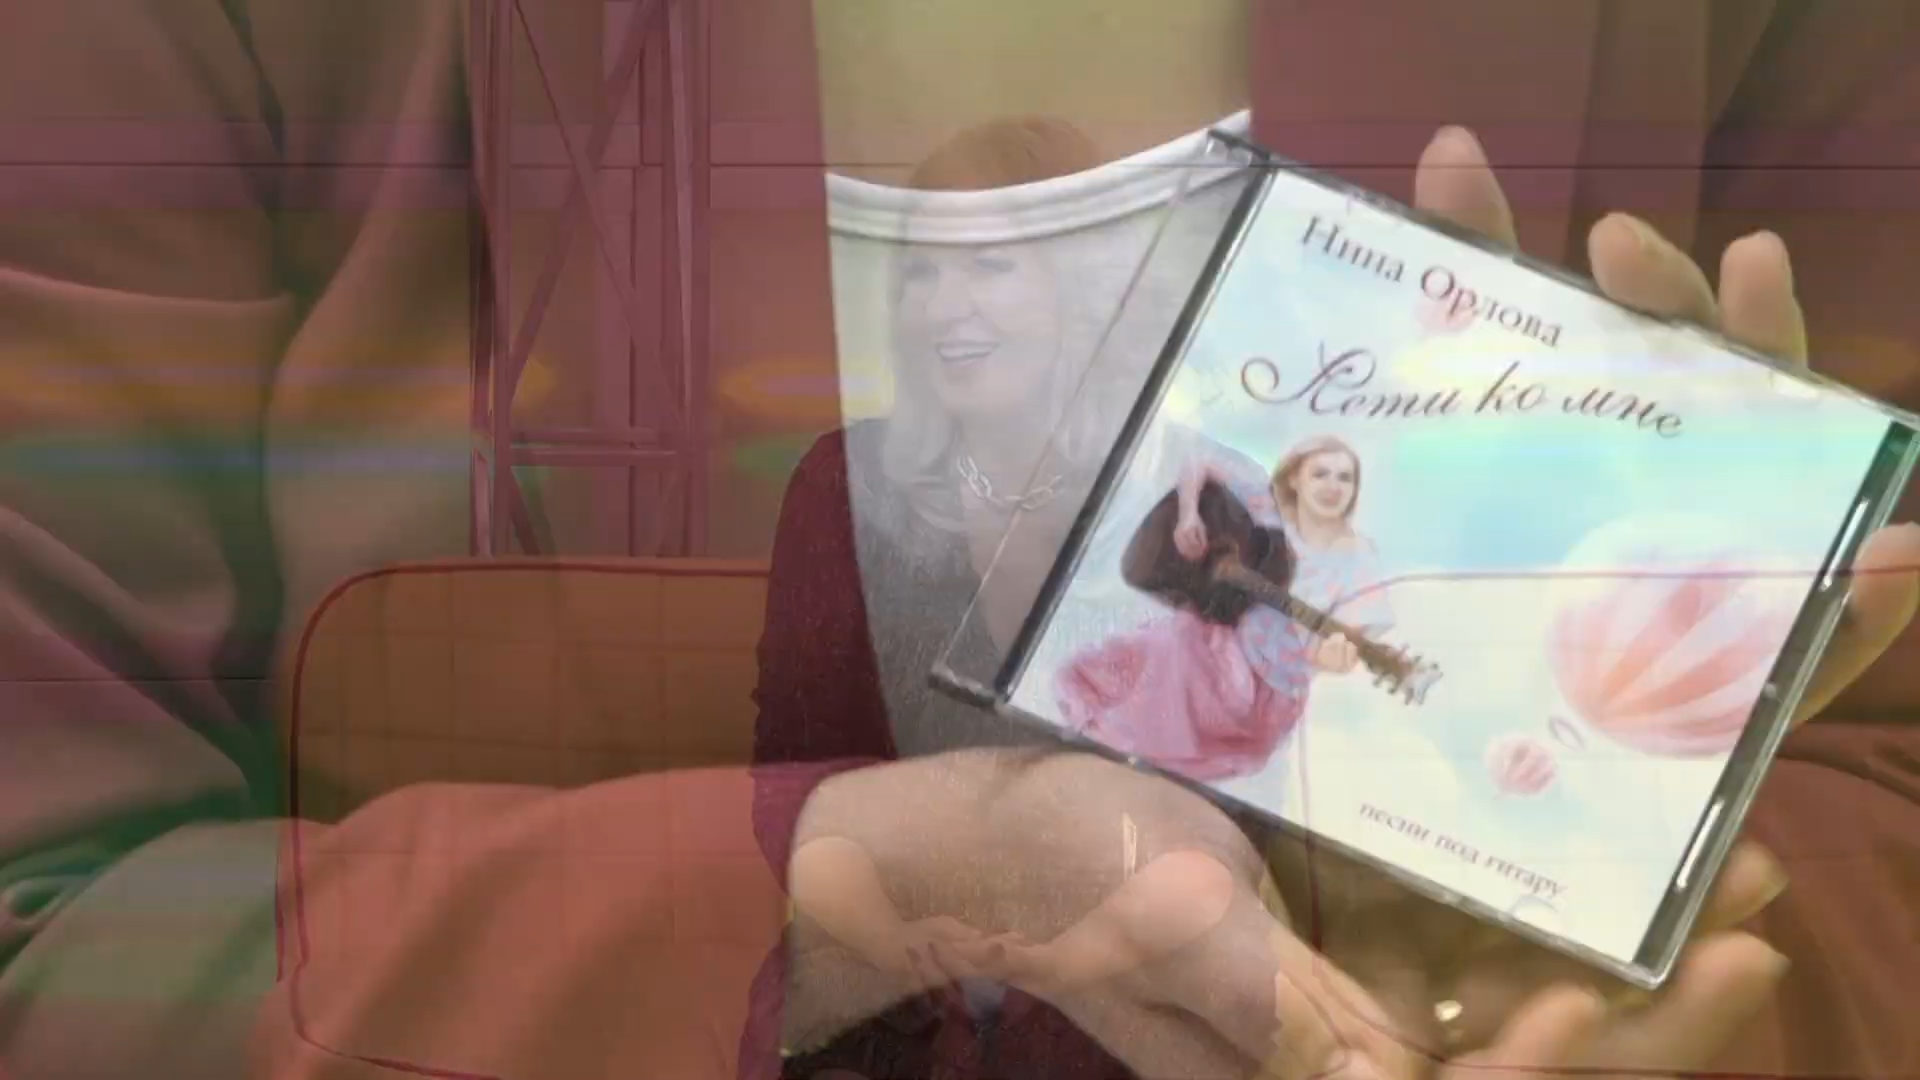 Нина Орлова
Лети ко мне
песни под гитару